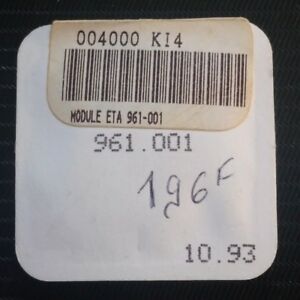 004000 KI4
MODULE ETA 961-001
961.001
196F
10.93